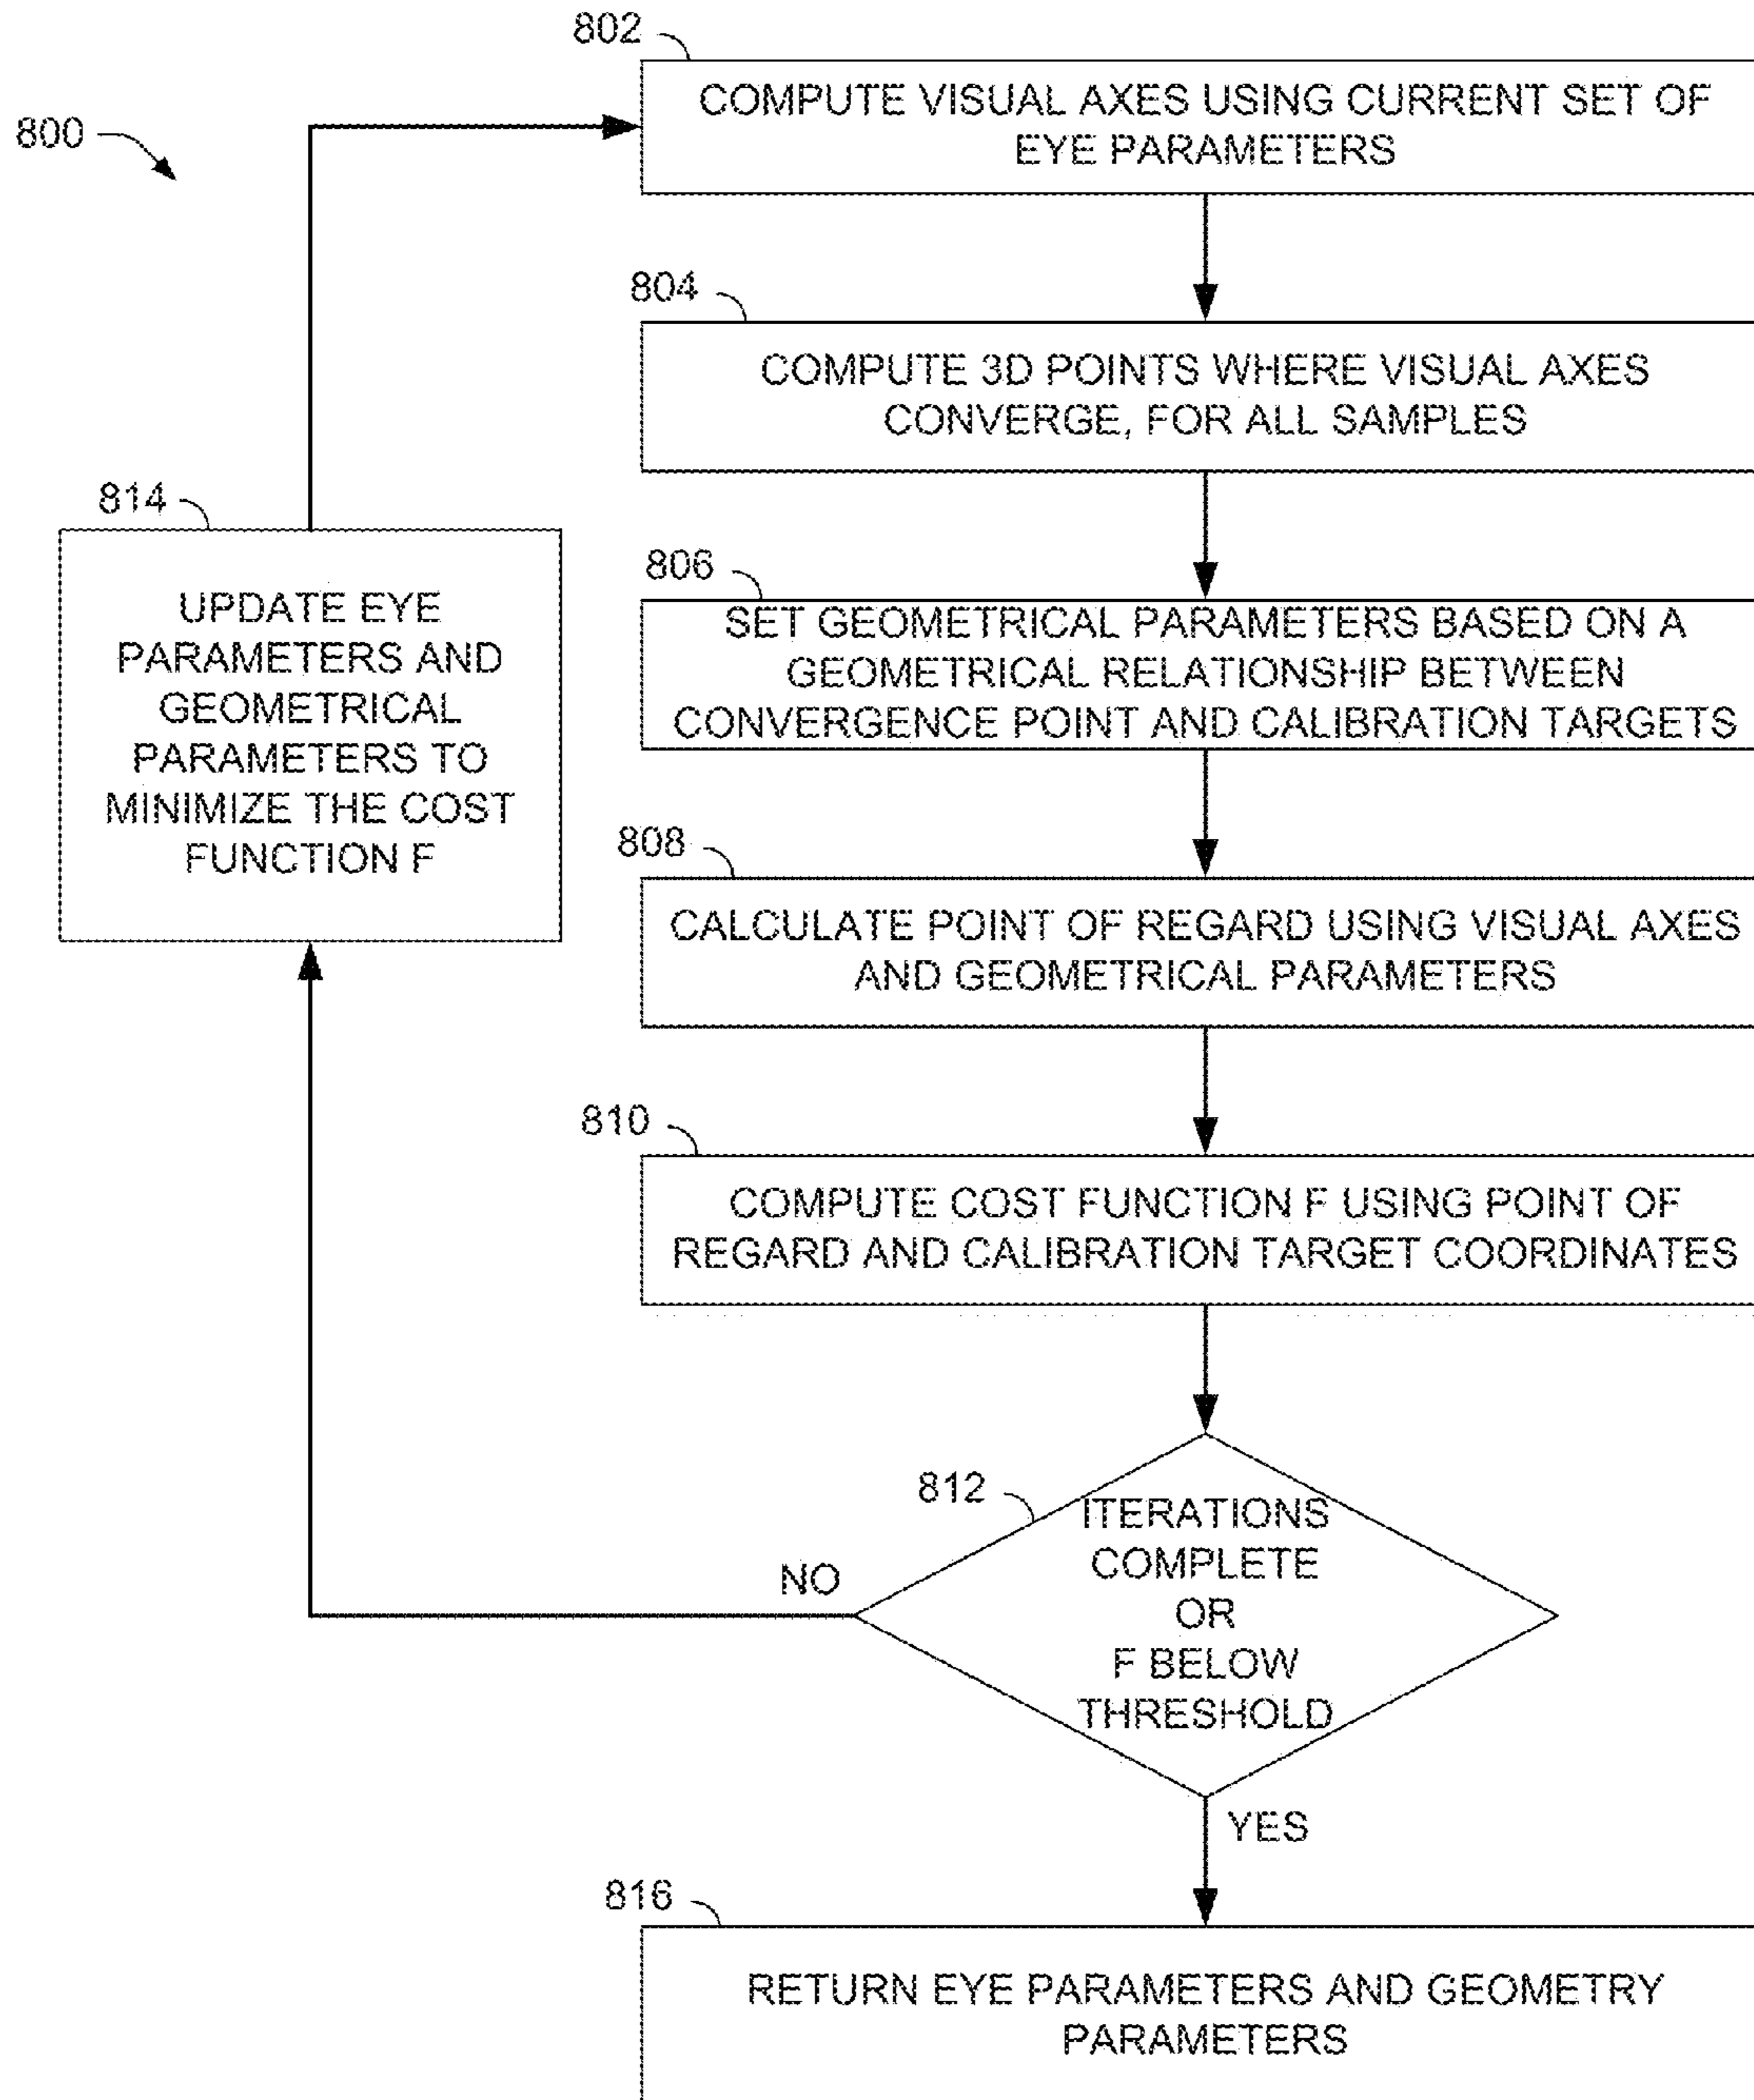 802
800
COMPUTE VISUAL AXES USING CURRENT SET OF
EYE PARAMETERS
804
COMPUTE 3D POINTS WHERE VISUAL AXES
CONVERGE, FOR ALL SAMPLES
814
UPDATE EYE
PARAMETERS AND
GEOMETRICAL
PARAMETERS TO
MINIMIZE THE COST
FUNCTION F
806
SET GEOMETRICAL PARAMETERS BASED ON A
GEOMETRICAL RELATIONSHIP BETWEEN
CONVERGENCE POINT AND CALIBRATION TARGETS
808
CALCULATE POINT OF REGARD USING VISUAL AXES
AND GEOMETRICAL PARAMETERS
810
COMPUTE COST FUNCTION F USING POINT OF
REGARD AND CALIBRATION TARGET COORDINATES
812
ITERATIONS
COMPLETE
OR
F BELOW
THRESHOLD
NO
YES
816
RETURN EYE PARAMETERS AND GEOMETRY
PARAMETERS